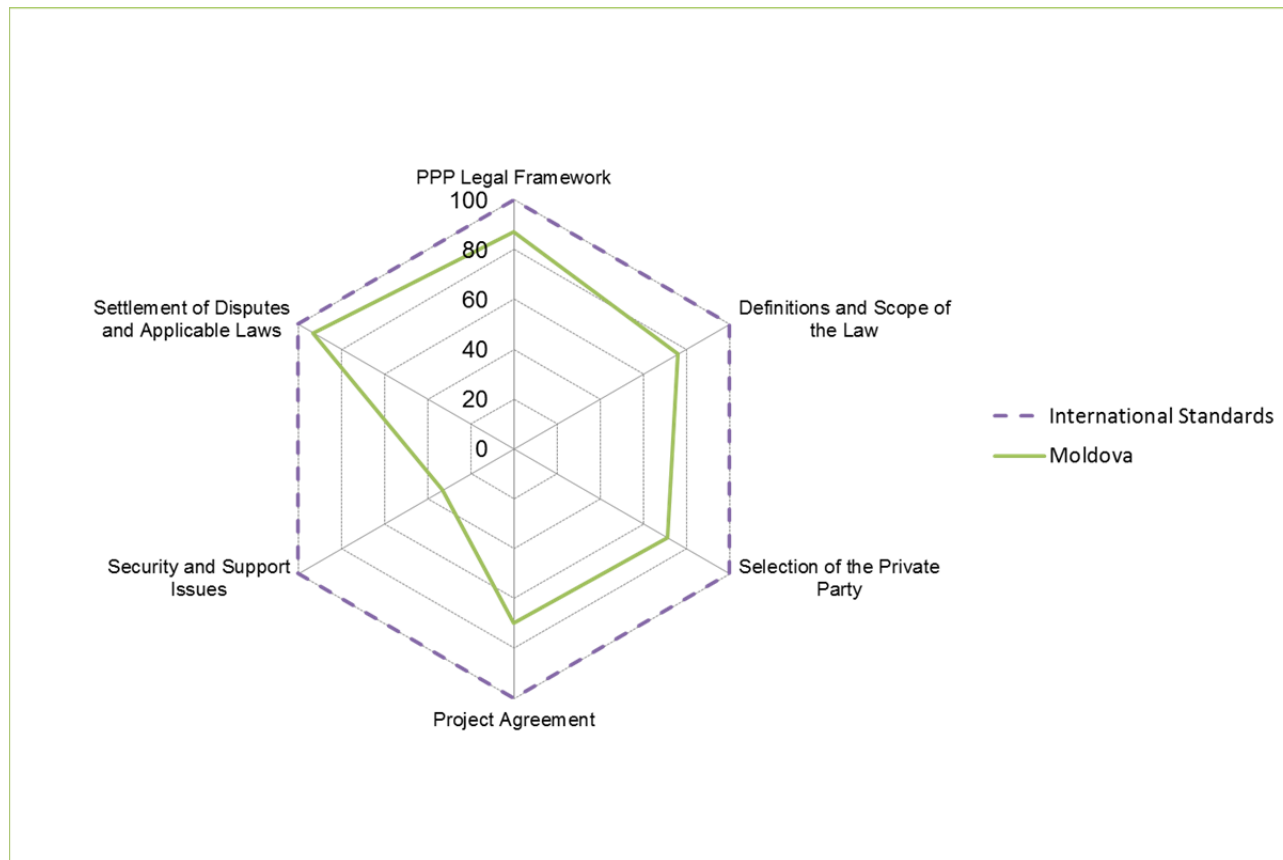 PPP Legal Framework
100
80
60
40
20
0
Definitions and Scope of
the Law
Selection of the Private
Party
Project Agreement
Security and Support
Issues
Settlement of Disputes
and Applicable Laws
International Standards
Moldova